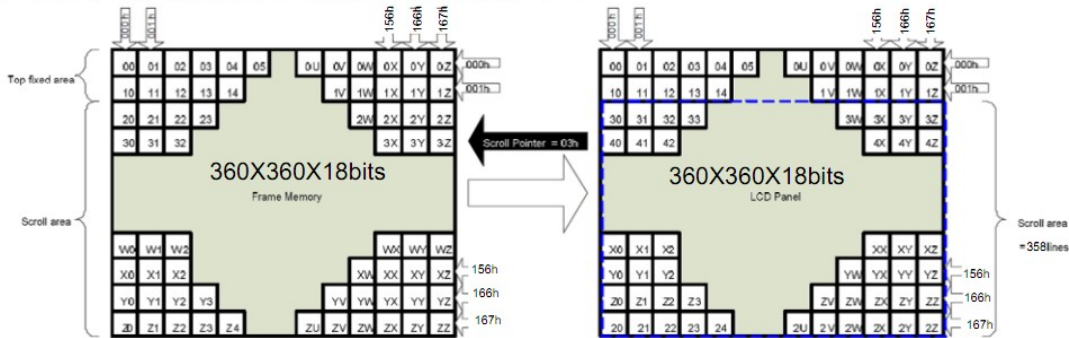 000h 001h 156h 166h 167h
00 01 02 03 04 05 0U 0V 0W 0X 0Y 0Z 000h
Top fixed area
10 11 12 13 14 1V 1W 1X 1Y 1Z 001h
20 21 22 23 2W 2X 2Y 2Z
30 31 32 3X 3Y 3Z
360X360X18bits
Frame Memory
Scroll area
W0 W1 W2 WX WY WZ
X0 X1 X2 XW XX XY XZ 156h
Y0 Y1 Y2 Y3 YV YW YX YY YZ 166h
Z0 Z1 Z2 Z3 Z4 ZU ZV ZW ZX ZY ZZ 167h
Scroll Pointer = 03h
000h 001h 156h 166h 167h
00 01 02 03 04 05 0U 0V 0W 0X 0Y 0Z 000h
10 11 12 13 14 1V 1W 1X 1Y 1Z 001h
30 31 32 33 3W 3X 3Y 3Z
40 41 42 4X 4Y 4Z
360X360X18bits
LCD Panel
Scroll area
=358lines
X0 X1 X2 XX XY XZ
Y0 Y1 Y2 YW YX YY YZ 156h
Z0 Z1 Z2 Z3 ZV ZW ZX ZY ZZ 166h
20 21 22 23 24 2U 2V 2W 2X 2Y 2Z 167h